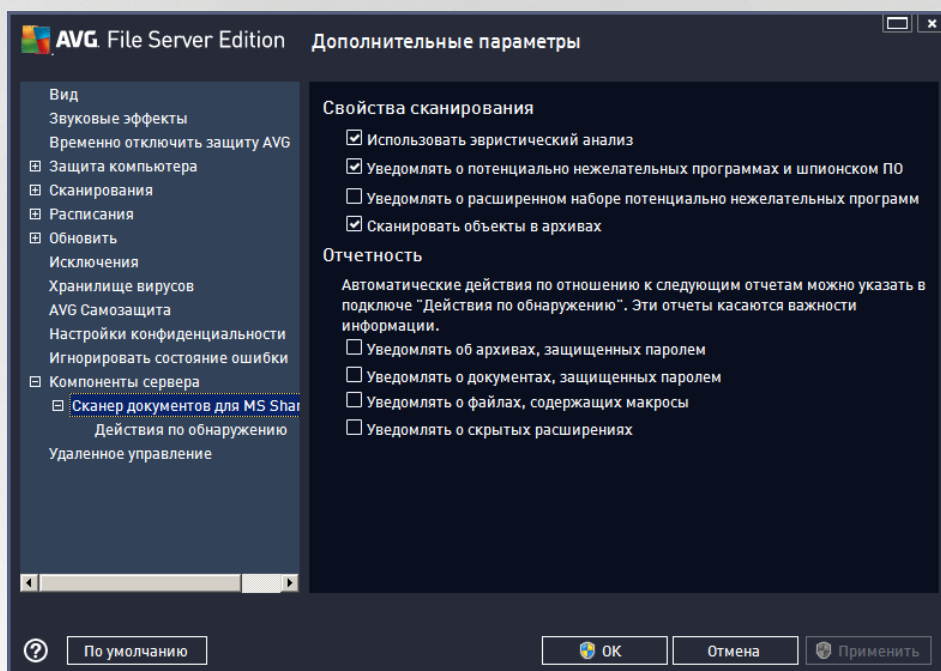 AVG File Server Edition Дополнительные параметры
Вид
Звуковые эффекты
Временно отключить защиту AVG
Защита компьютера
Сканирования
Расписания
Обновить
Исключения
Хранилище вирусов
AVG Самозащита
Настройки конфиденциальности
Игнорировать состояние ошибки
Компоненты сервера
Сканер документов для MS Shar
Действия по обнаружению
Удаленное управление
Свойства сканирования
Использовать эвристический анализ
Уведомлять о потенциально нежелательных программах и шпионском ПО
Уведомлять о расширенном наборе потенциально нежелательных программ
Сканировать объекты в архивах
Отчетность
Автоматические действия по отношению к следующим отчетам можно указать в
подключе "Действия по обнаружению". Эти отчеты касаются важности
информации.
Уведомлять об архивах, защищенных паролем
Уведомлять о документах, защищенных паролем
Уведомлять о файлах, содержащих макросы
Уведомлять о скрытых расширениях
По умолчанию
ОК
Отмена
Применить